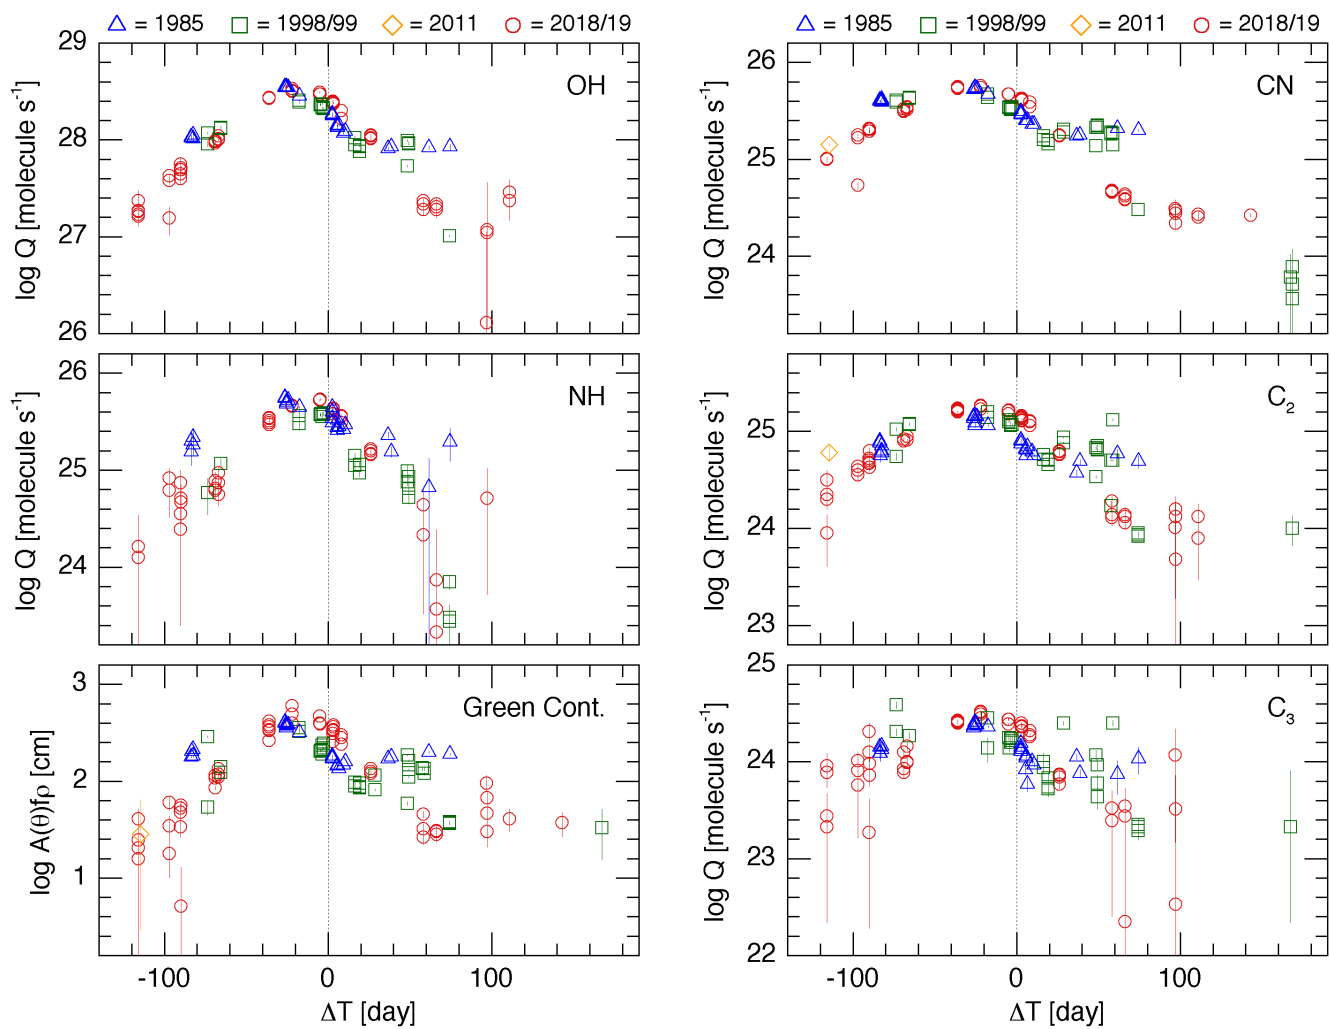 = 1985 = 1998/99 = 2011 = 2018/19
= 1985 = 1998/99 = 2011 = 2018/19
OH
log Q [molecule s⁻¹]
29
28
27
26
CN
log Q [molecule s⁻¹]
26
25
24
NH
log Q [molecule s⁻¹]
26
25
24
C₂
log Q [molecule s⁻¹]
25
24
23
Green Cont.
log A(θ)fρ [cm]
3
2
1
-100 0 100
ΔT [day]
C₃
log Q [molecule s⁻¹]
25
24
23
22
-100 0 100
ΔT [day]